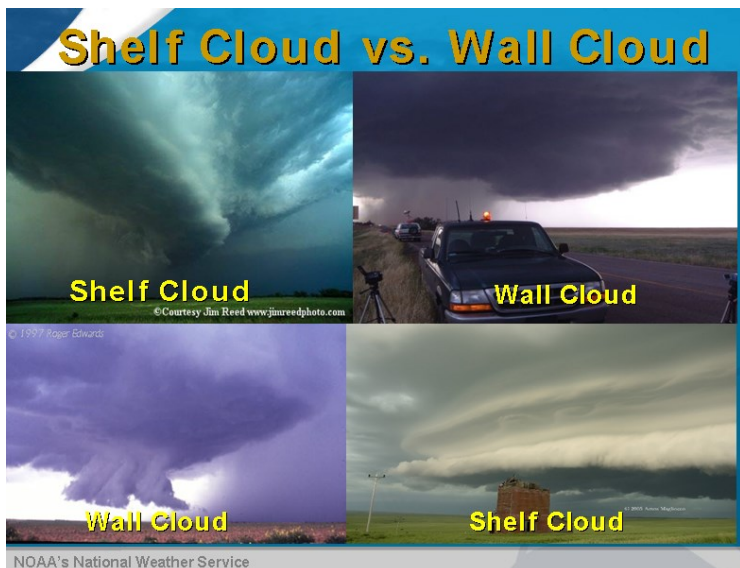 Shelf Cloud vs. Wall Cloud
Shelf Cloud
©Courtesy Jim Reed www.jimreedphoto.com
Wall Cloud
© 1997 Roger Edwards
Wall Cloud
Shelf Cloud
© 2005
NOAA's National Weather Service